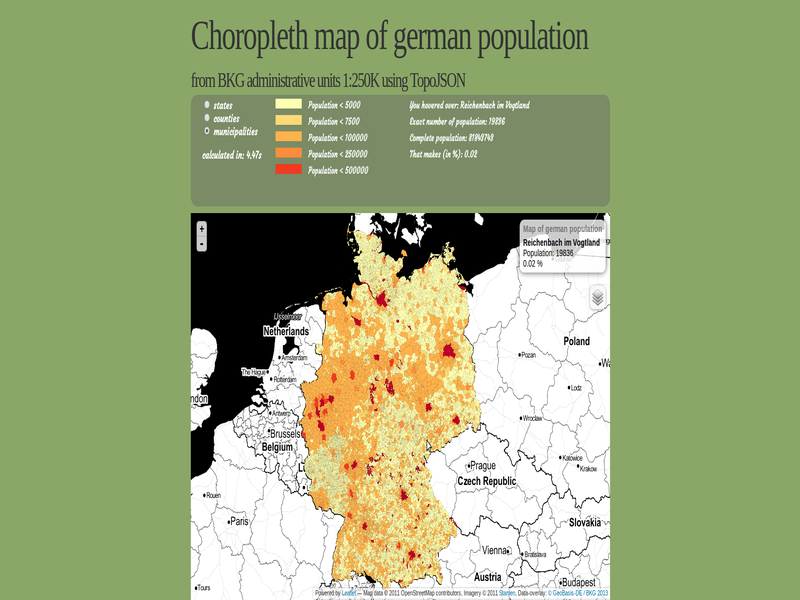 Choropleth map of german population
from BKG administrative units 1:250K using TopoJSON
states
counties
municipalities
calculated in: 4.47s
Population < 5000
Population < 7500
Population < 100000
Population < 250000
Population < 500000
You hovered over: Reichenbach im Vogtland
Exact number of population: 19836
Complete population: 81843743
That makes (in %): 0.02
+
-
Map of german population
Reichenbach im Vogtland
Population: 19836
0.02 %
IJsselmeer
Netherlands
Amsterdam
The Hague
Rotterdam
ndon
Antwerp
Brussels
Belgium
L
Rouen
Paris
Tours
Poland
Pozan
Wa
Lodz
Wroclaw
Prague
Czech Republic
Katowice
Krakow
Slovakia
Vienna
Bratislava
Austria
Budapest
Powered by Leaflet — Map data © 2011 OpenStreetMap contributors, Imagery © 2011 Stamen, Data-overlay: © GeoBasis-DE / BKG 2013